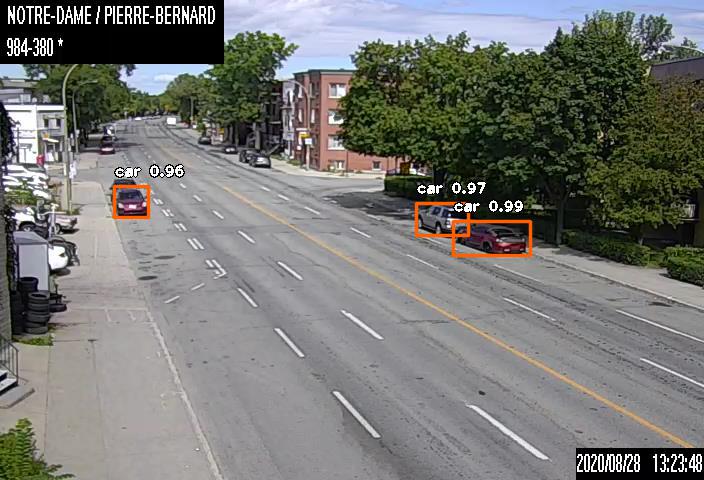 NOTRE-DAME / PIERRE-BERNARD
984-380 *
car 0.96
car 0.97
car 0.99
2020/08/28 13:23:48